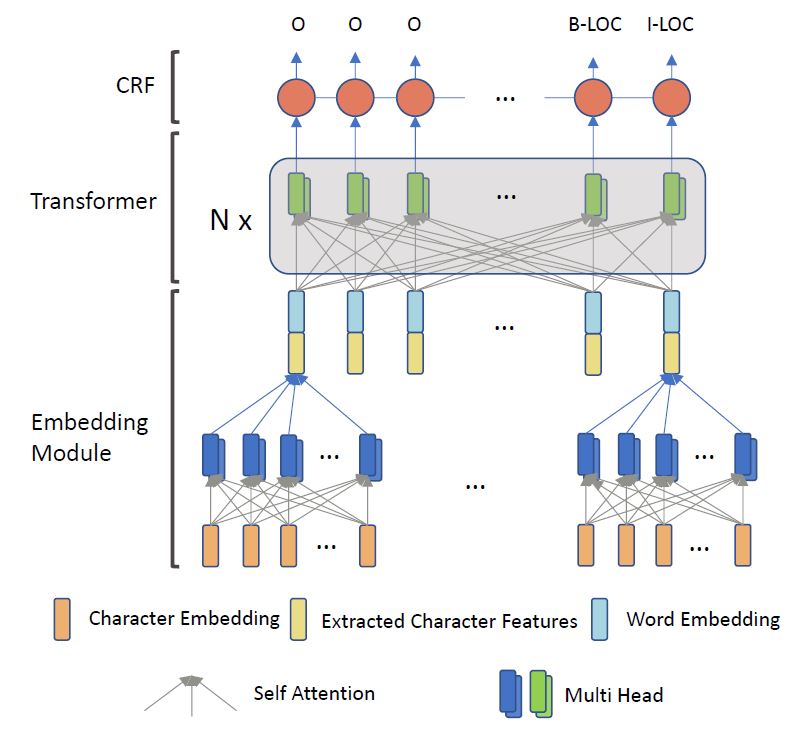 O O O B-LOC I-LOC
CRF
...
Transformer
N x
...
...
Embedding
Module
... ...
...
... ...
Character Embedding Extracted Character Features Word Embedding
Self Attention Multi Head